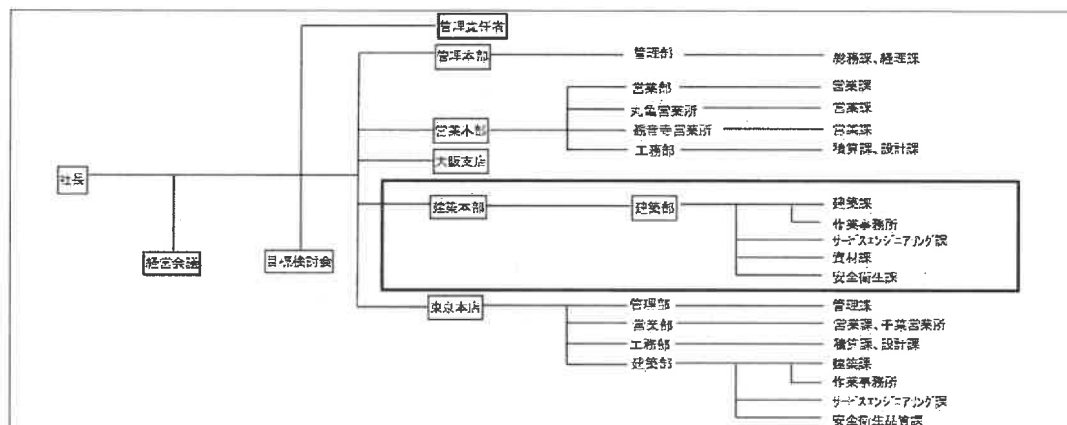 管理責任者
管理本部 管理部 総務課、経理課
営業部 営業課
丸亀営業所 営業課
営業本部 観音寺営業所 営業課
工務部 積算課、設計課
大阪支店
社長
建築本部 建築部 建築課
作業事務所
サービスエンジニアリング課
資材課
安全衛生課
経営会議 目標検討会
東京本店 管理部 管理課
営業部 営業課、千葉営業所
工務部 積算課、設計課
建築部 建築課
作業事務所
サービスエンジニアリング課
安全衛生品質課